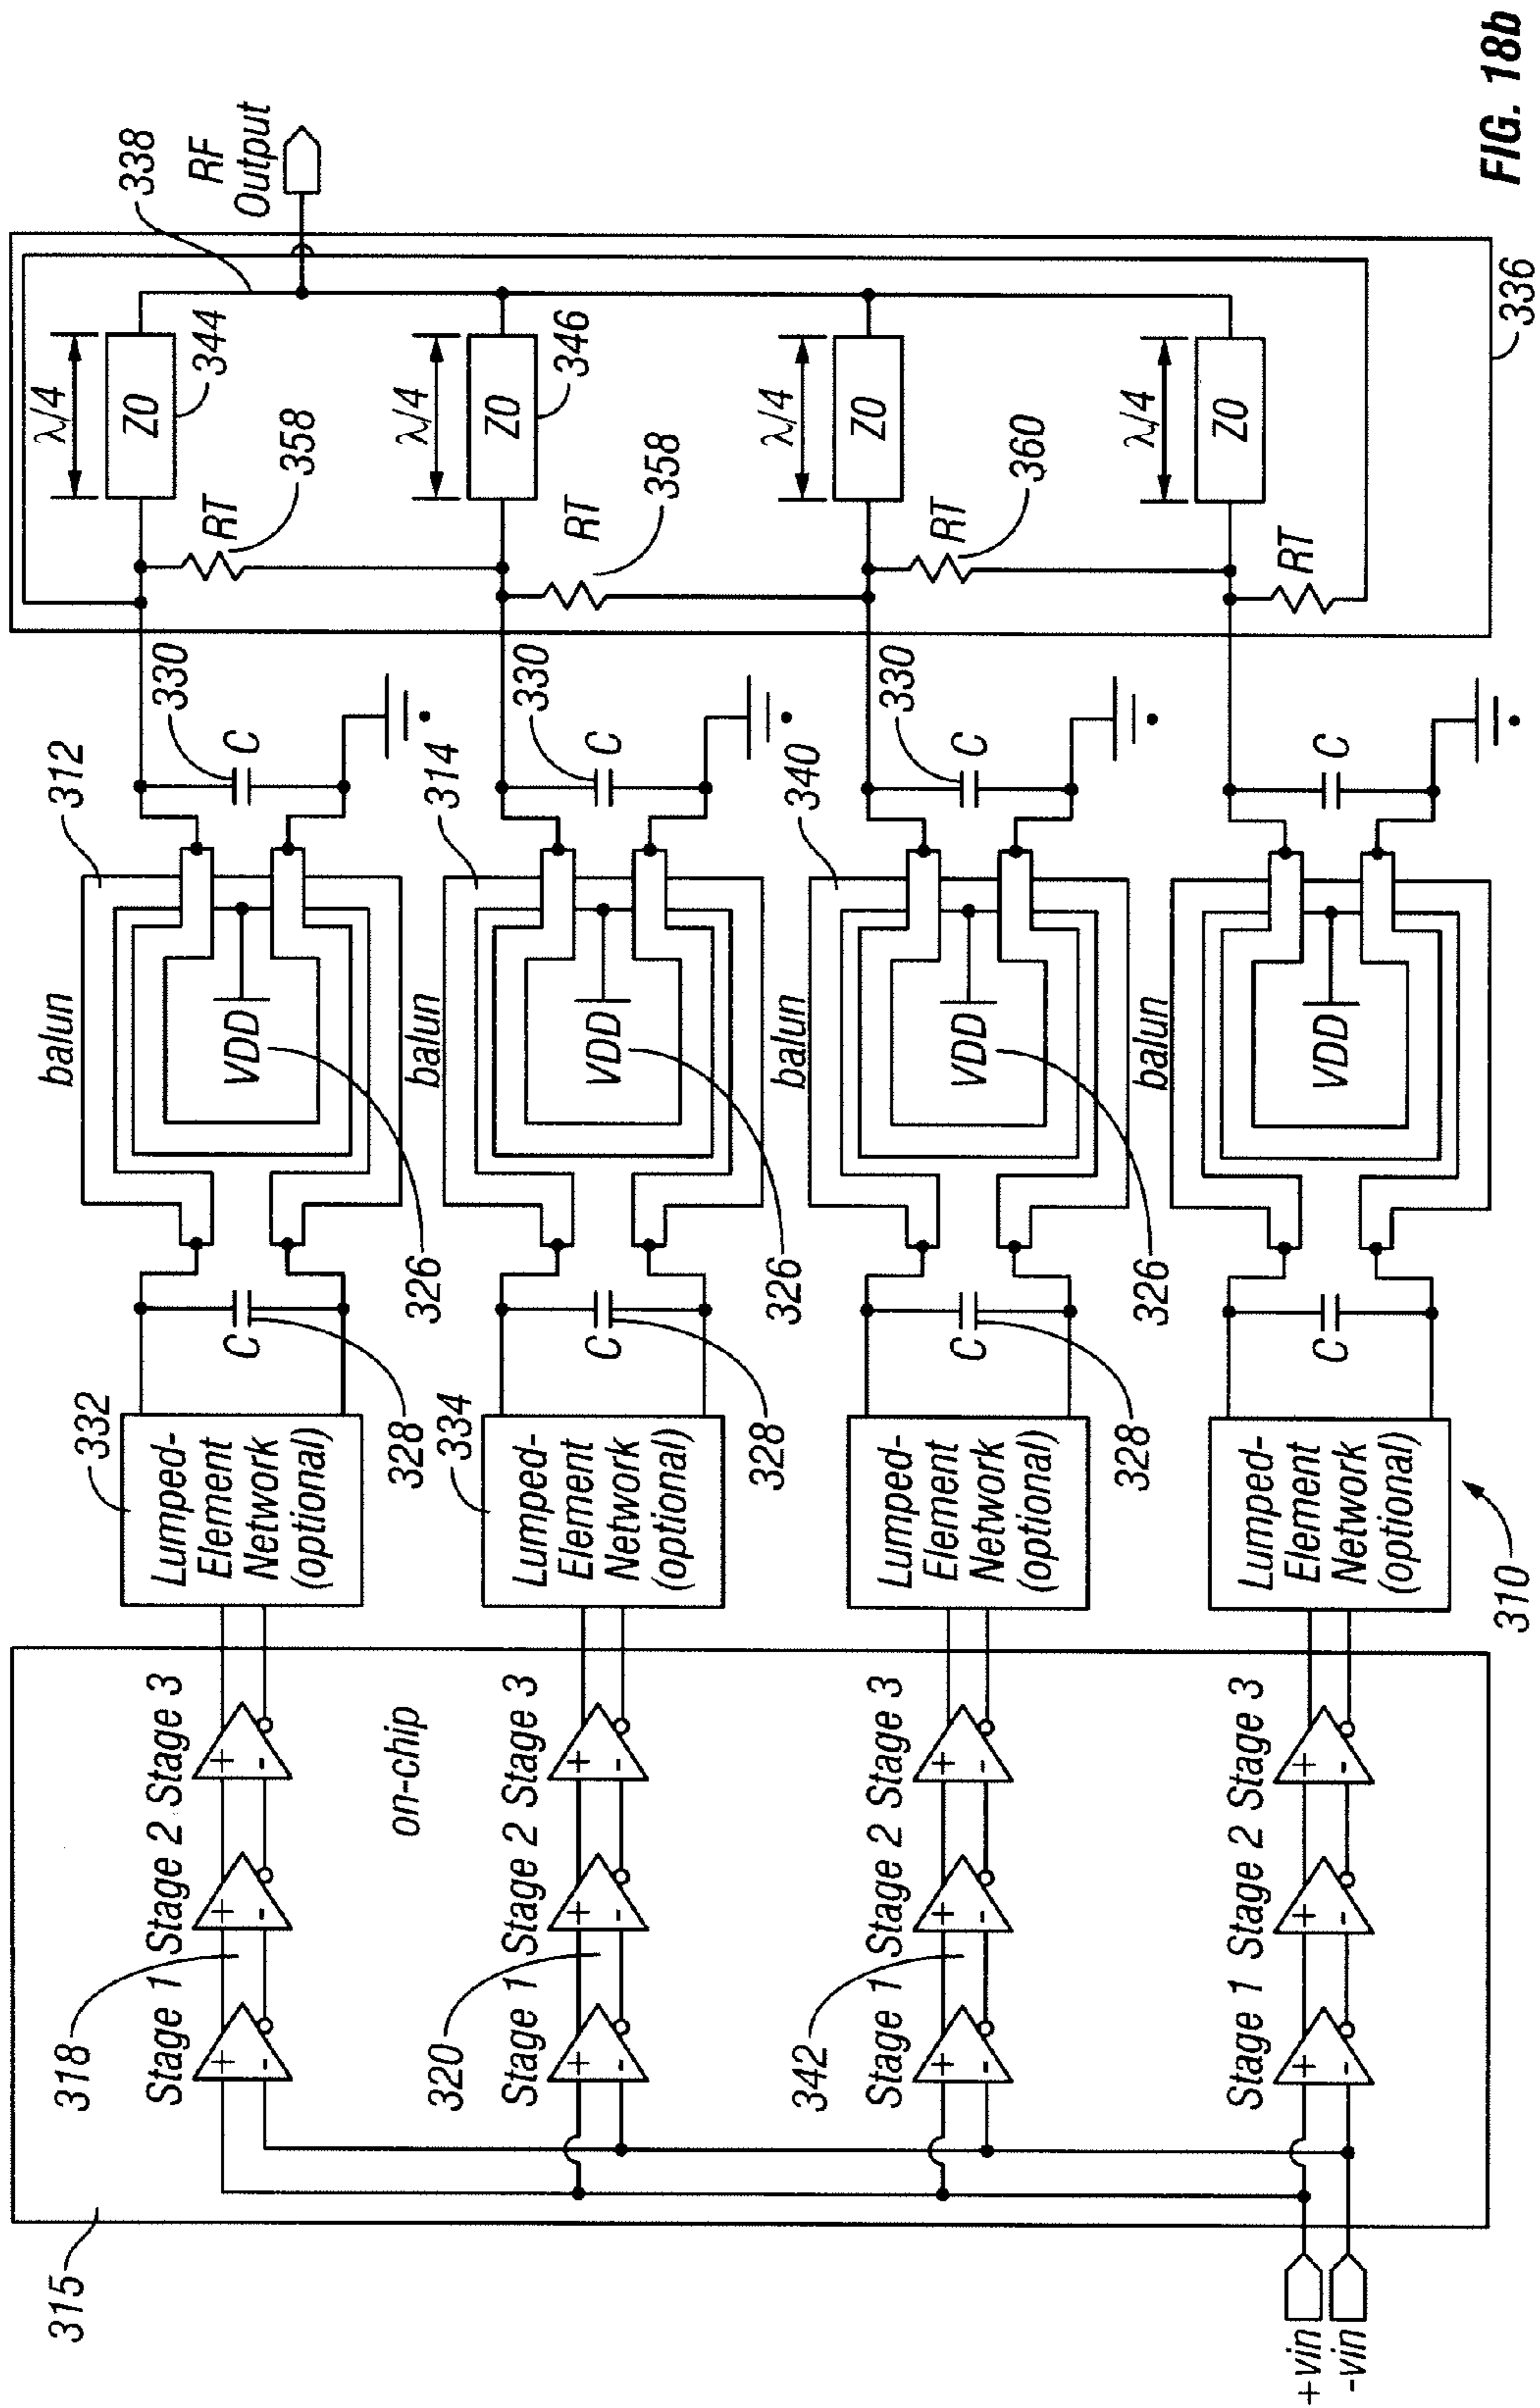 315
318
Stage 1 Stage 2 Stage 3
on-chip
332
Lumped-
Element
Network
(optional)
C
328
balun
312
VDD
326
330
C
RT
358
λ/4
Z0
344
338
RF
Output
320
Stage 1 Stage 2 Stage 3
334
Lumped-
Element
Network
(optional)
C
328
balun
314
VDD
326
330
C
RT
358
λ/4
Z0
346
342
Stage 1 Stage 2 Stage 3
Lumped-
Element
Network
(optional)
C
328
balun
340
VDD
326
330
C
RT
360
λ/4
Z0
Stage 1 Stage 2 Stage 3
Lumped-
Element
Network
(optional)
C
balun
VDD
C
RT
λ/4
Z0
+vin
-vin
310
336
FIG. 18b